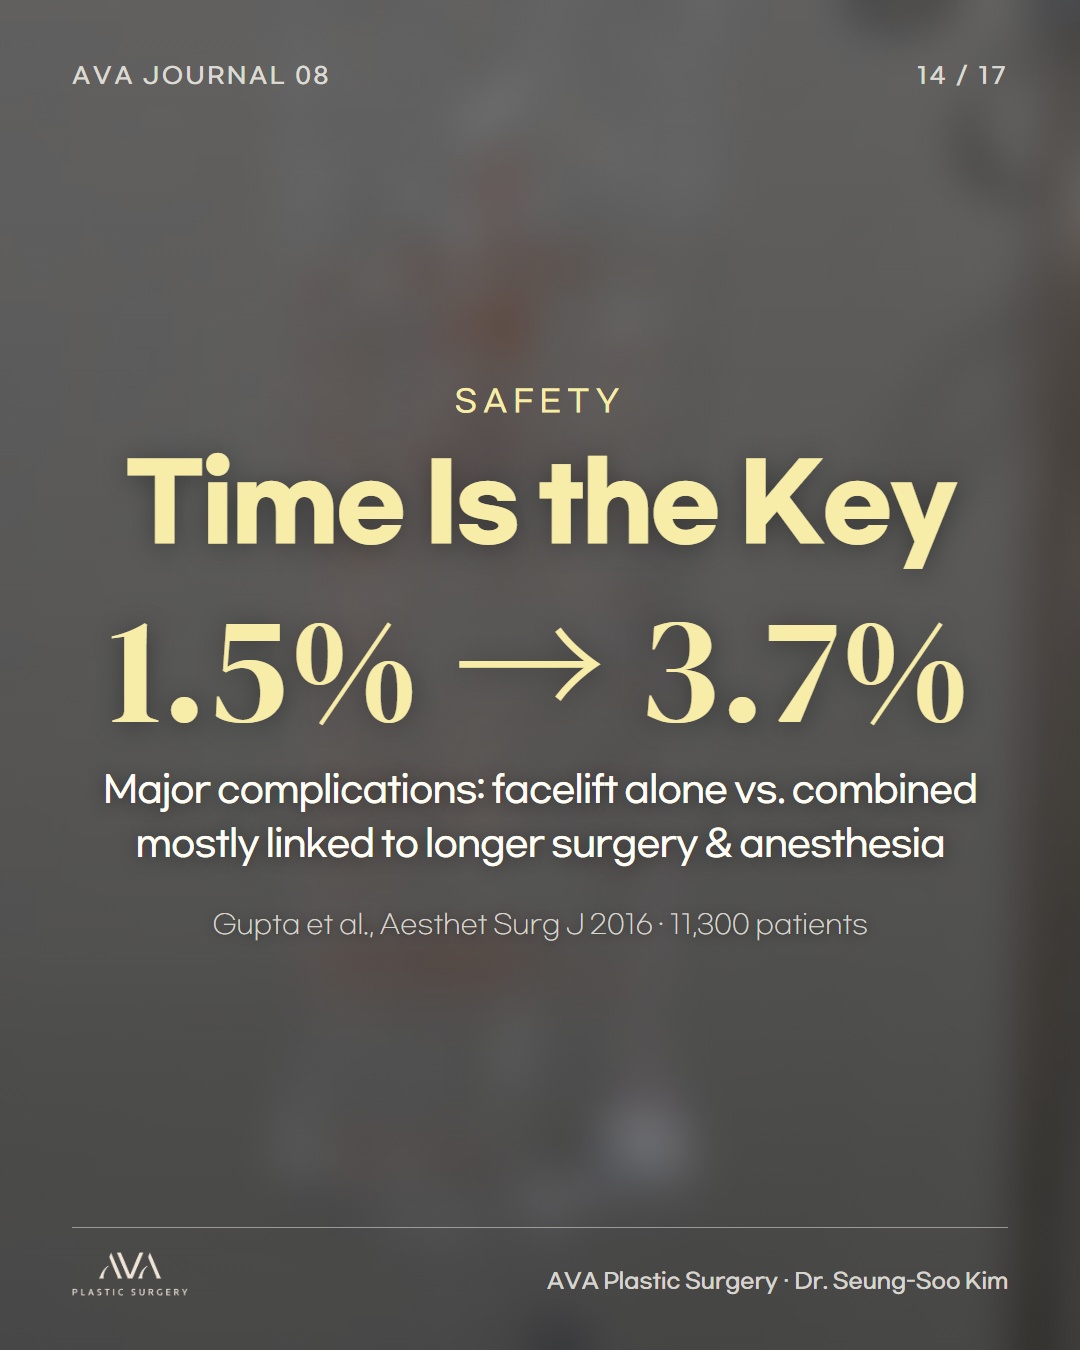 AVA JOURNAL 08
14 / 17
SAFETY
Time Is the Key
1.5% → 3.7%
Major complications: facelift alone vs. combined
mostly linked to longer surgery & anesthesia
Gupta et al., Aesthet Surg J 2016 · 11,300 patients
AVA
PLASTIC SURGERY
AVA Plastic Surgery · Dr. Seung-Soo Kim